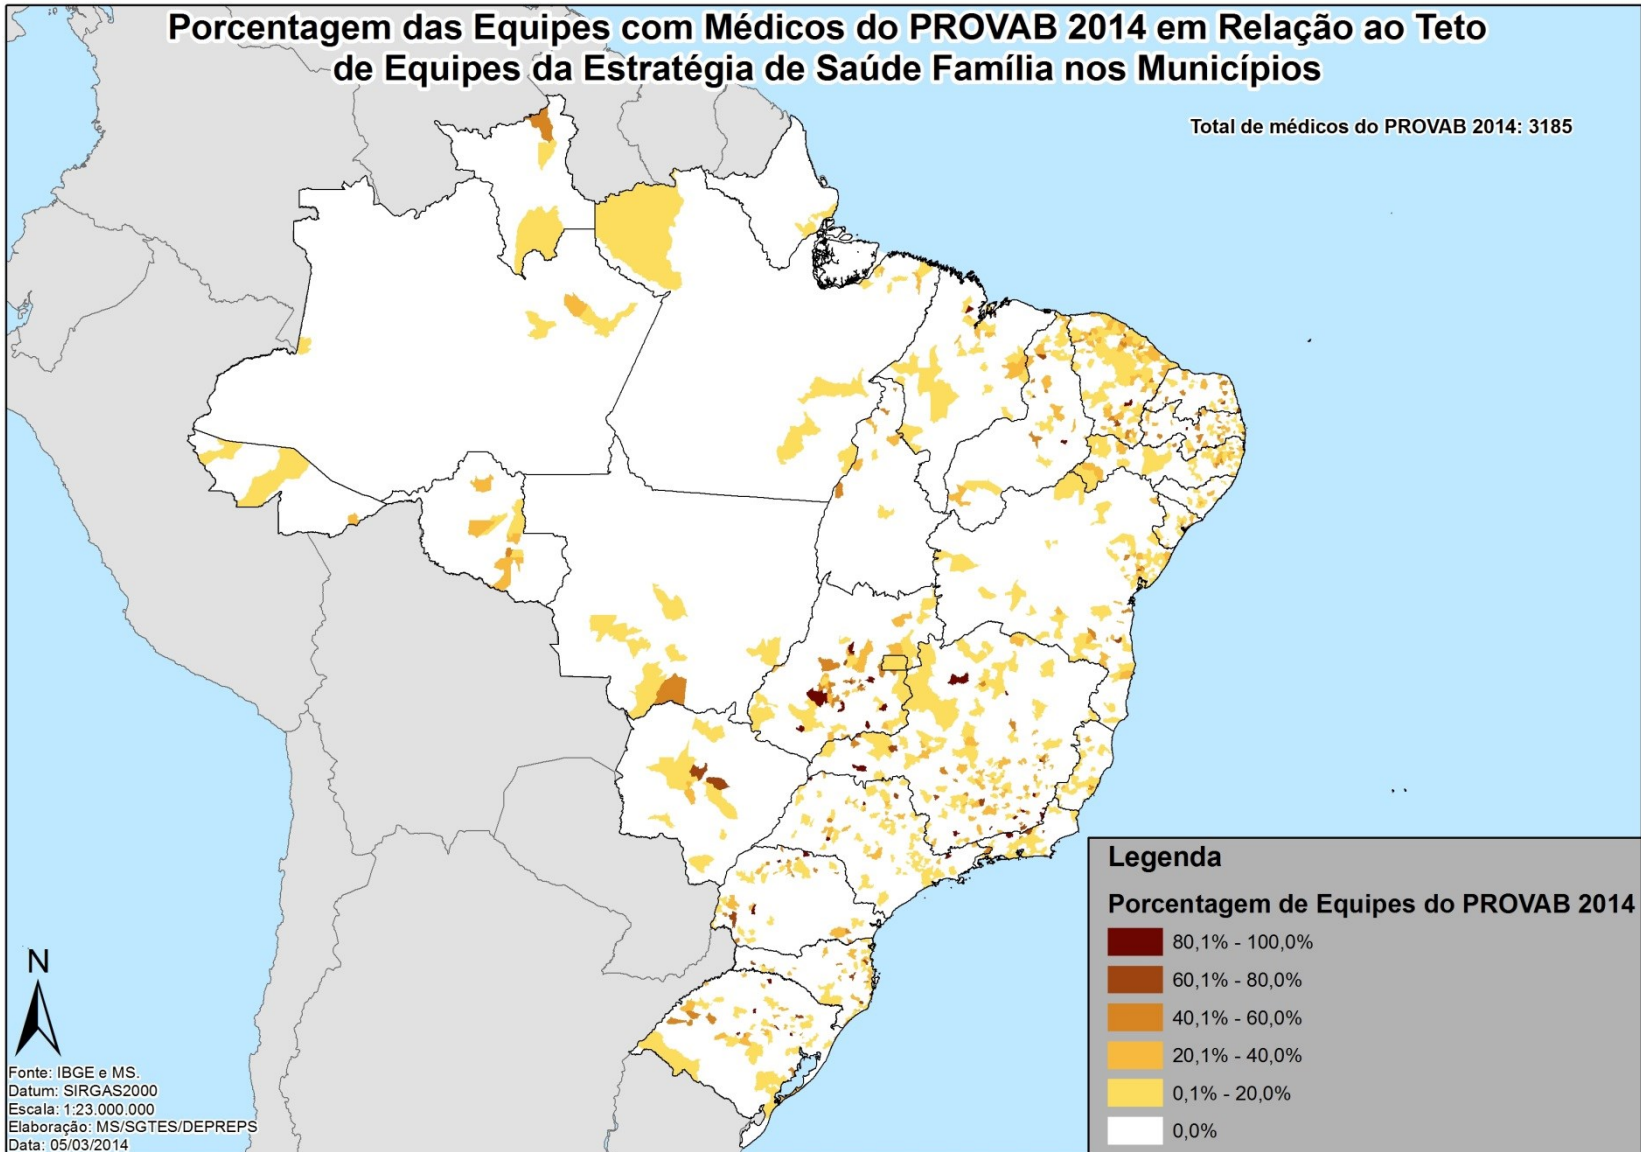 Porcentagem das Equipes com Médicos do PROVAB 2014 em Relação ao Teto
de Equipes da Estratégia de Saúde Família nos Municípios
Total de médicos do PROVAB 2014: 3185
N
Fonte: IBGE e MS.
Datum: SIRGAS2000
Escala: 1:23.000.000
Elaboração: MS/SGTES/DEPREPS
Data: 05/03/2014
Legenda
Porcentagem de Equipes do PROVAB 2014
80,1% - 100,0%
60,1% - 80,0%
40,1% - 60,0%
20,1% - 40,0%
0,1% - 20,0%
0,0%